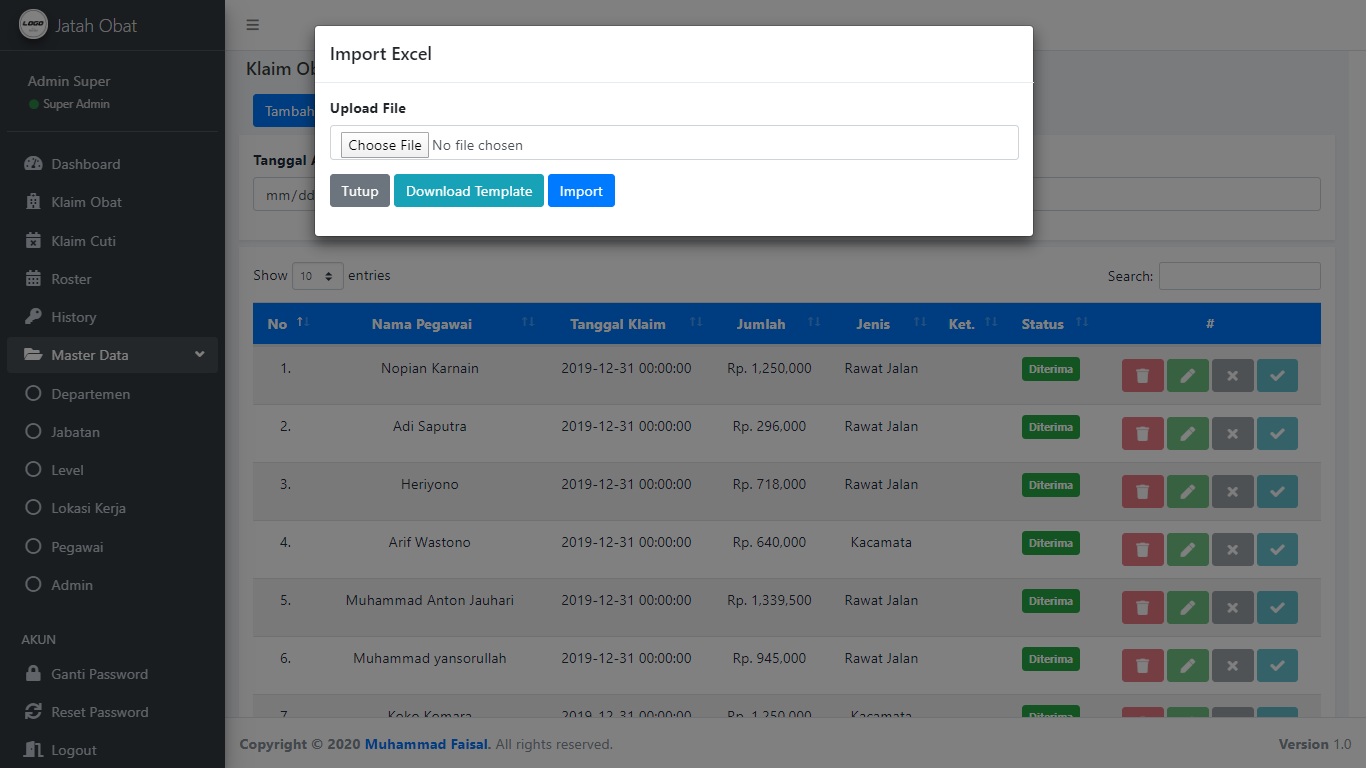 LOGO
Jatah Obat
Admin Super
Super Admin
Dashboard
Klaim Obat
Klaim Cuti
Roster
History
Master Data
Departemen
Jabatan
Level
Lokasi Kerja
Pegawai
Admin
AKUN
Ganti Password
Reset Password
Logout
Import Excel
Upload File
Choose File No file chosen
Tutup Download Template Import
Klaim Ob
Tambah
Tanggal A
mm/dd
Show 10 entries Search:
No Nama Pegawai Tanggal Klaim Jumlah Jenis Ket. Status #
1. Nopian Karnain 2019-12-31 00:00:00 Rp. 1,250,000 Rawat Jalan Diterima
2. Adi Saputra 2019-12-31 00:00:00 Rp. 296,000 Rawat Jalan Diterima
3. Heriyono 2019-12-31 00:00:00 Rp. 718,000 Rawat Jalan Diterima
4. Arif Wastono 2019-12-31 00:00:00 Rp. 640,000 Kacamata Diterima
5. Muhammad Anton Jauhari 2019-12-31 00:00:00 Rp. 1,339,500 Rawat Jalan Diterima
6. Muhammad yansorullah 2019-12-31 00:00:00 Rp. 945,000 Rawat Jalan Diterima
7. Koko Komara 2019-12-31 00:00:00 Rp. 1,250,000 Kacamata Diterima
Copyright © 2020 Muhammad Faisal. All rights reserved. Version 1.0